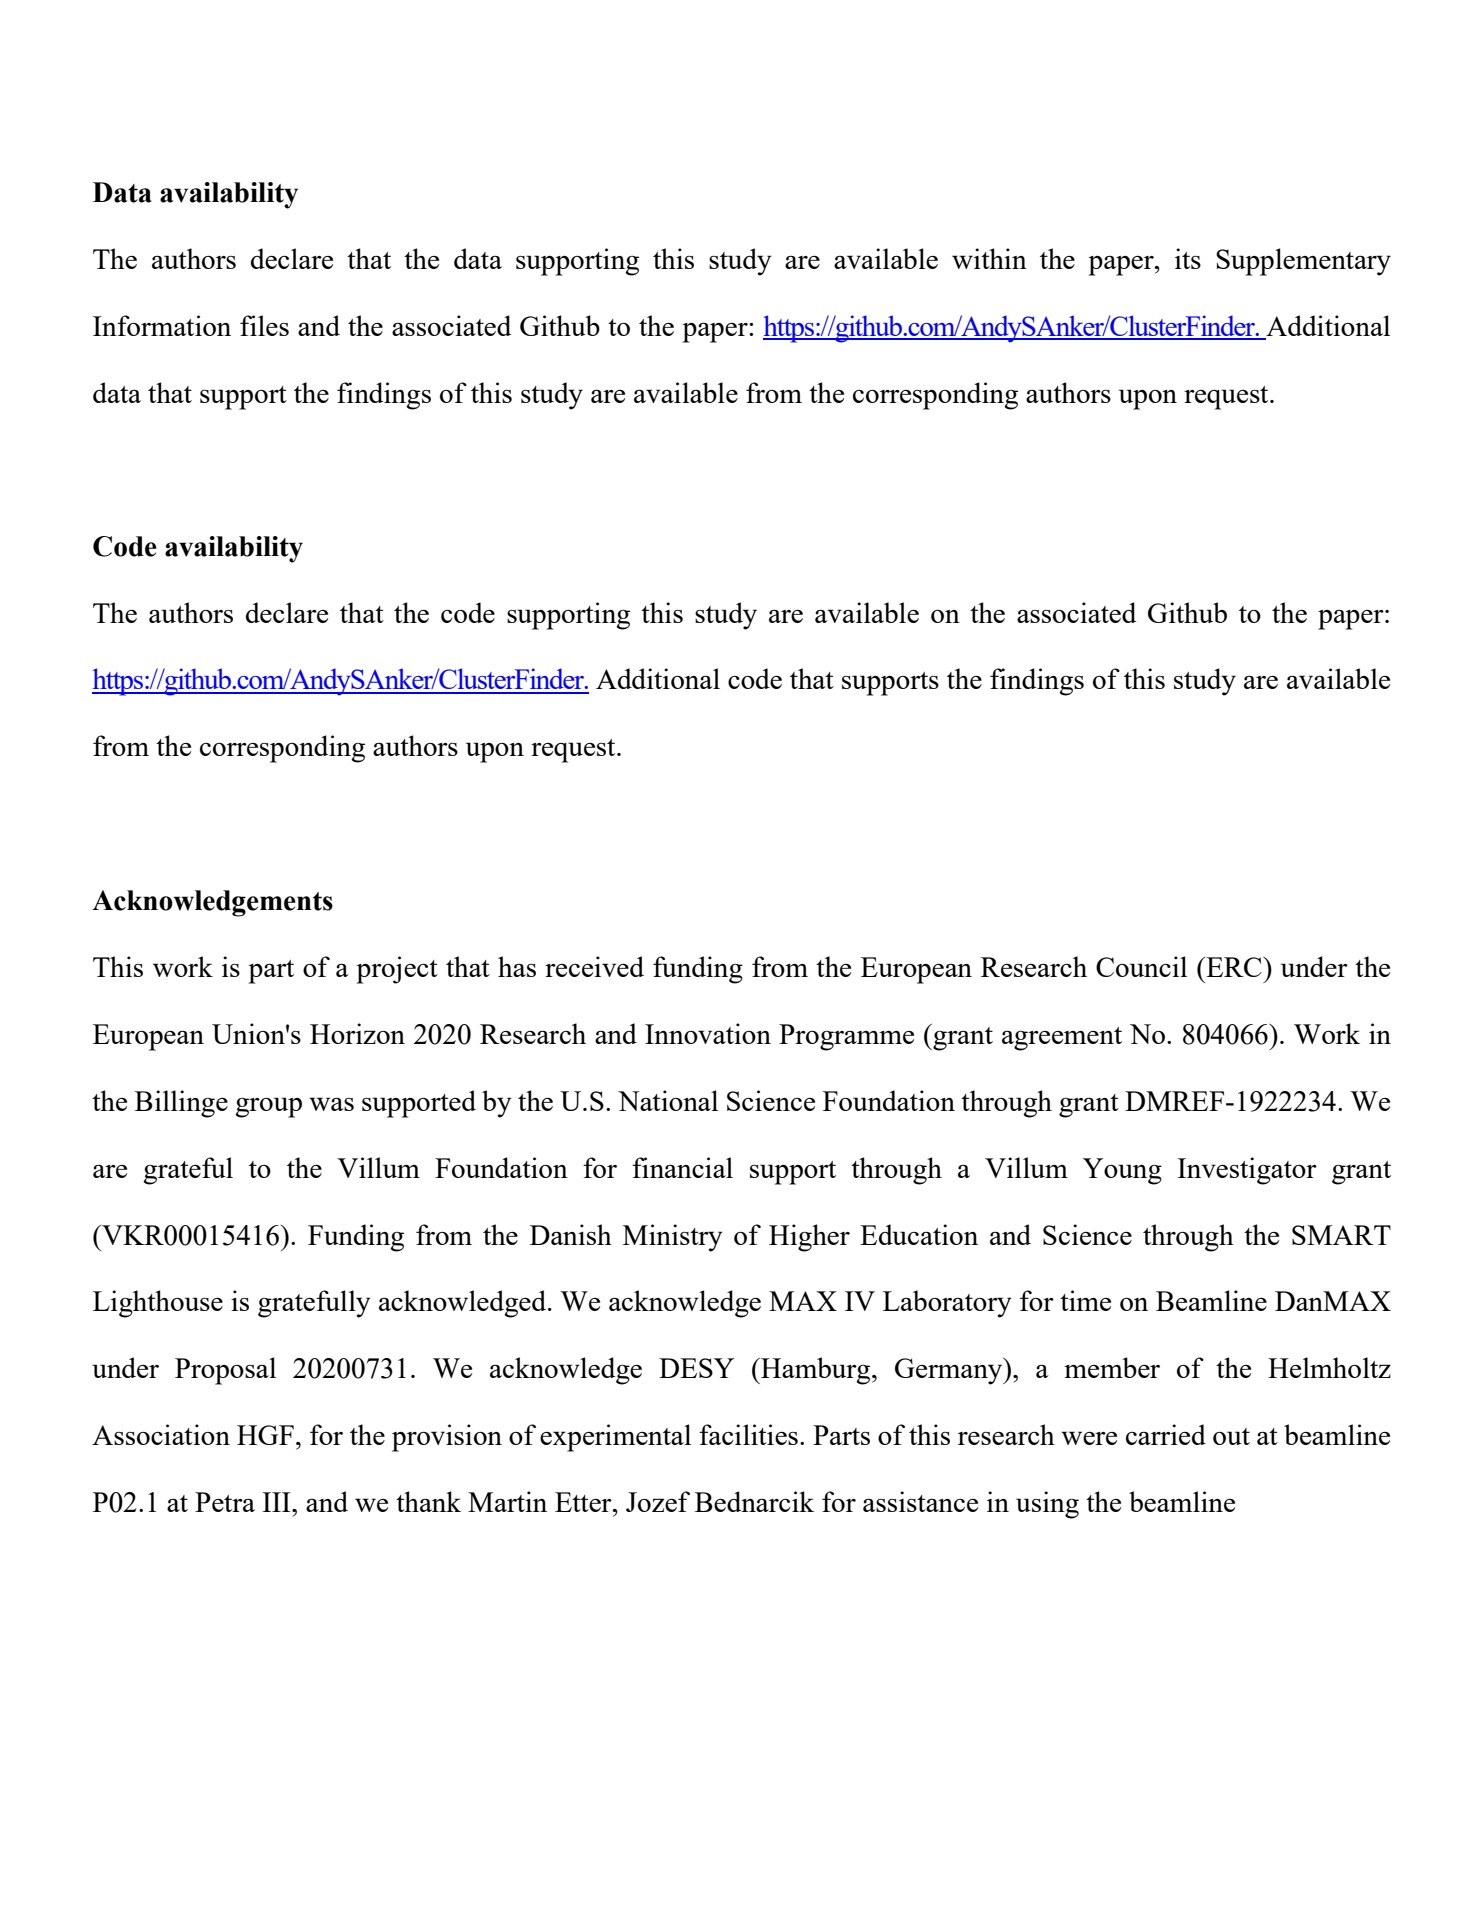 Data availability
The authors declare that the data supporting this study are available within the paper, its Supplementary
Information files and the associated Github to the paper: https://github.com/AndySAnker/ClusterFinder. Additional
data that support the findings of this study are available from the corresponding authors upon request.
Code availability
The authors declare that the code supporting this study are available on the associated Github to the paper:
https://github.com/AndySAnker/ClusterFinder. Additional code that supports the findings of this study are available
from the corresponding authors upon request.
Acknowledgements
This work is part of a project that has received funding from the European Research Council (ERC) under the
European Union's Horizon 2020 Research and Innovation Programme (grant agreement No. 804066). Work in
the Billinge group was supported by the U.S. National Science Foundation through grant DMREF-1922234. We
are grateful to the Villum Foundation for financial support through a Villum Young Investigator grant
(VKR00015416). Funding from the Danish Ministry of Higher Education and Science through the SMART
Lighthouse is gratefully acknowledged. We acknowledge MAX IV Laboratory for time on Beamline DanMAX
under Proposal 20200731. We acknowledge DESY (Hamburg, Germany), a member of the Helmholtz
Association HGF, for the provision of experimental facilities. Parts of this research were carried out at beamline
P02.1 at Petra III, and we thank Martin Etter, Jozef Bednarcik for assistance in using the beamline